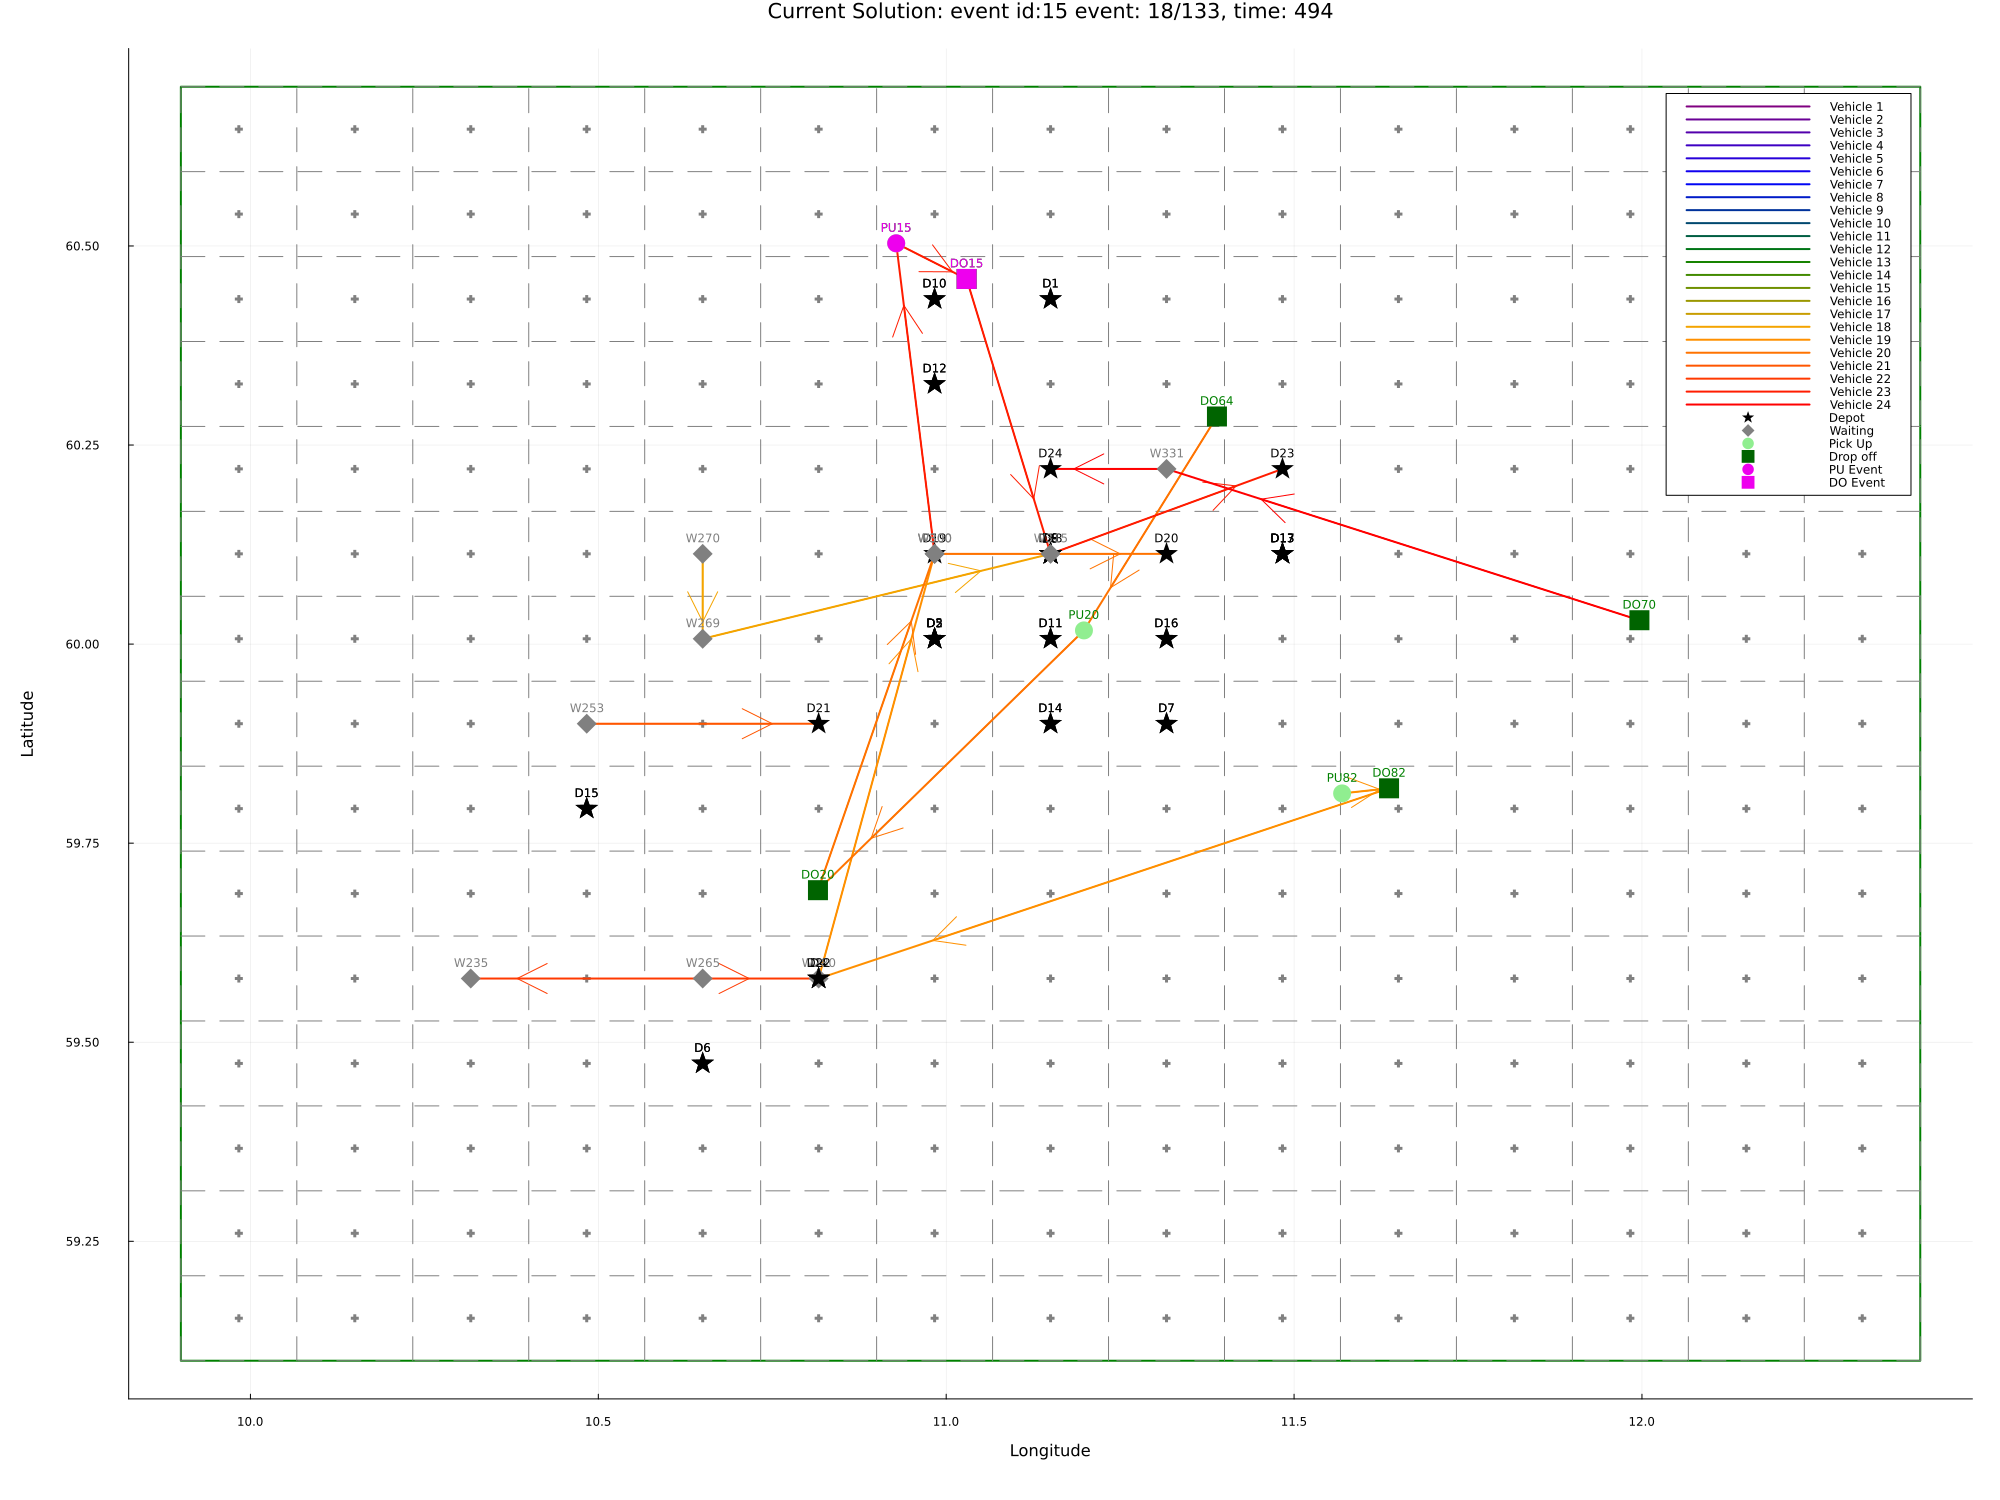 Current Solution: event id:15 event: 18/133, time: 494
Vehicle 1
Vehicle 2
Vehicle 3
Vehicle 4
Vehicle 5
Vehicle 6
Vehicle 7
Vehicle 8
Vehicle 9
Vehicle 10
Vehicle 11
Vehicle 12
Vehicle 13
Vehicle 14
Vehicle 15
Vehicle 16
Vehicle 17
Vehicle 18
Vehicle 19
Vehicle 20
Vehicle 21
Vehicle 22
Vehicle 23
Vehicle 24
Depot
Waiting
Pick Up
Drop off
PU Event
DO Event
PU15
DO15
D10
D1
D12
DO64
D24
W331
D23
W270
D20
PU20
DO70
W269
D11
D16
W253
D21
D14
D7
PU82
DO82
D15
DO20
W235
W265
D6
60.50
60.25
60.00
59.75
59.50
59.25
10.0
10.5
11.0
11.5
12.0
Latitude
Longitude